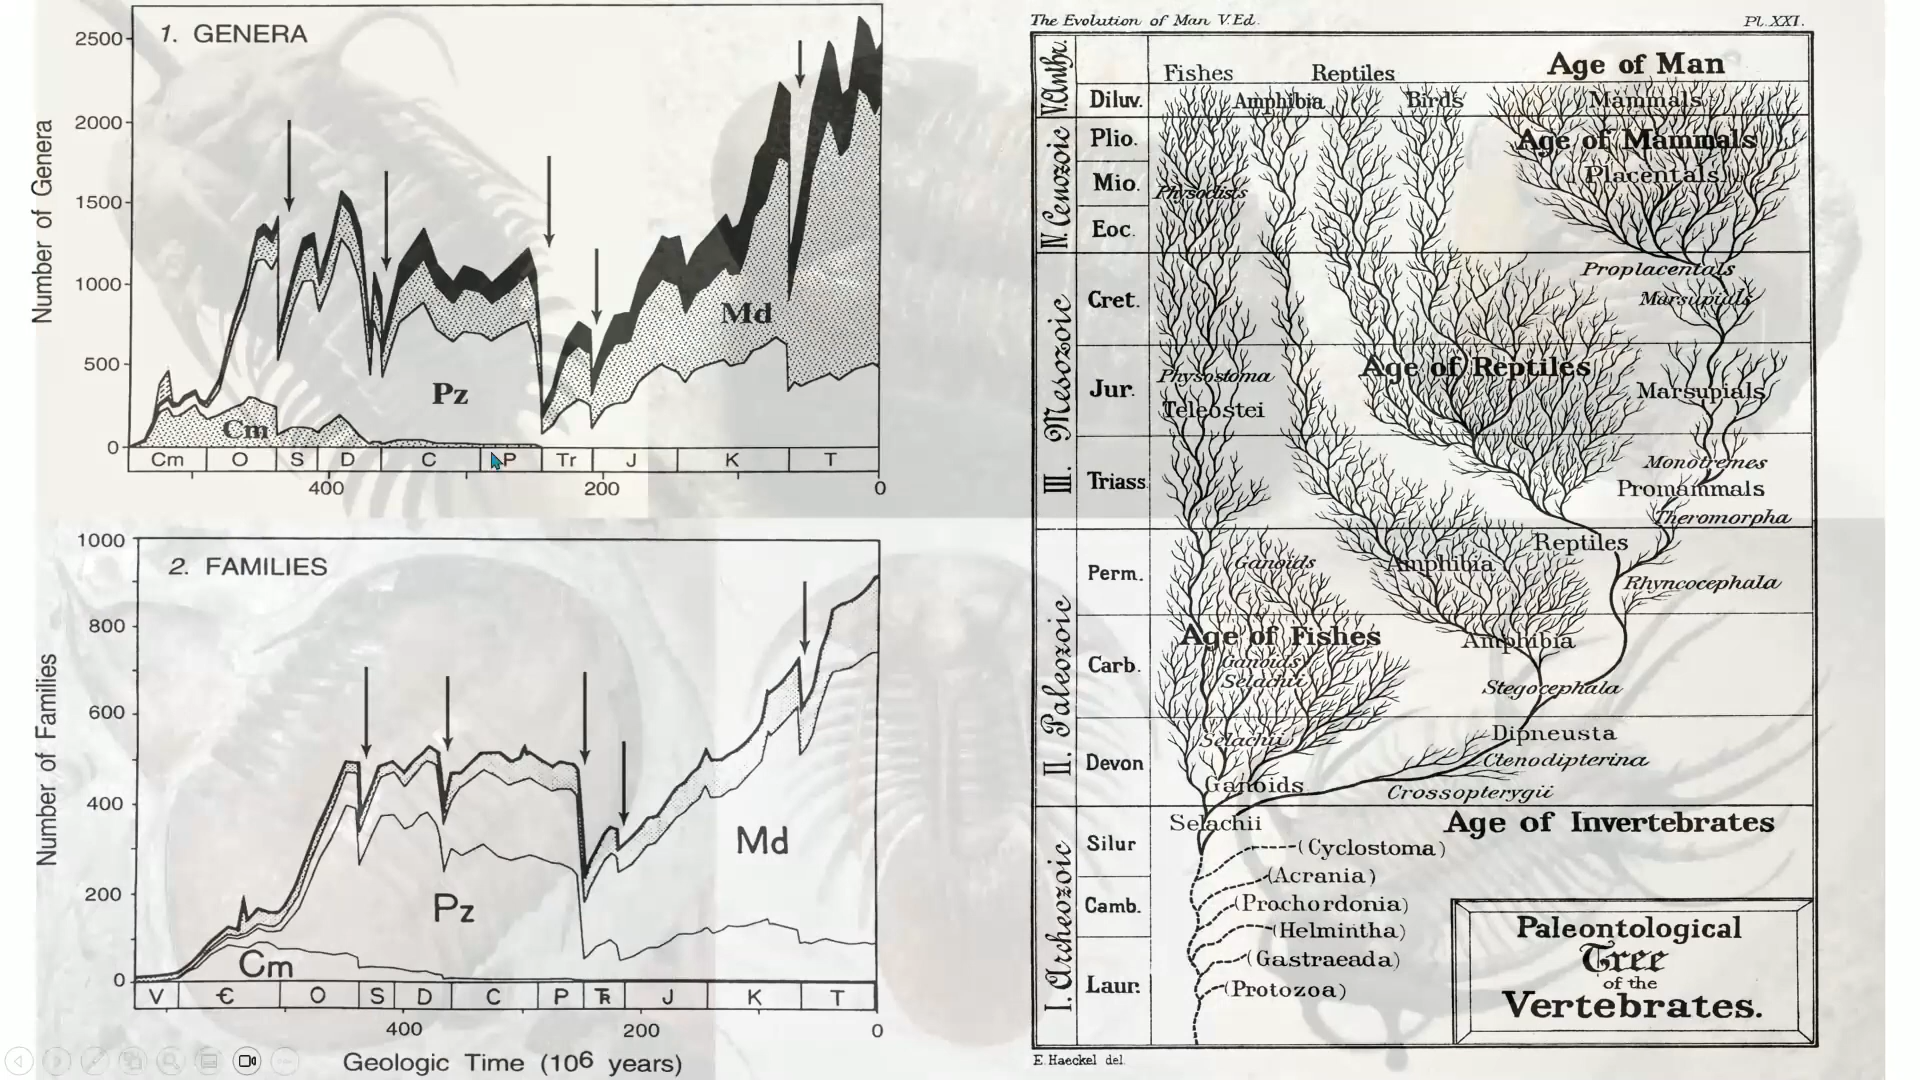 1. GENERA
Number of Genera
2500
2000
1500
1000
500
0
Cm
Pz
Md
Cm O S D C P Tr J K T
400 200 0
2. FAMILIES
Number of Families
1000
800
600
400
200
0
Cm
Pz
Md
V Є O S D C P TR J K T
400 200 0
Geologic Time (10⁶ years)
The Evolution of Man V.Ed.
Pl.XXI.
V.Anthr.
IV. Cenozoic
III. Mesozoic
II. Paleozoic
I. Archeozoic
Fishes Reptiles Age of Man
Diluv. Amphibia Birds Mammals
Plio. Age of Mammals
Mio. Physoclists Placentals
Eoc.
Proplacentals
Cret. Marsupials
Age of Reptiles
Jur. Physostoma Marsupials
Teleostei
Monotremes
Triass Promammals
Theromorpha
Reptiles
Ganoids Amphibia
Perm. Rhyncocephala
Age of Fishes Amphibia
Carb. Ganoids
Selachii
Stegocephala
Selachii Dipneusta
Devon Ctenodipterina
Ganoids Crossopterygii
Selachii Age of Invertebrates
Silur (Cyclostoma)
(Acrania)
Camb. (Prochordonia)
(Helmintha)
(Gastraeada)
Laur. (Protozoa)
Paleontological
Tree
of the
Vertebrates.
E. Haeckel del.